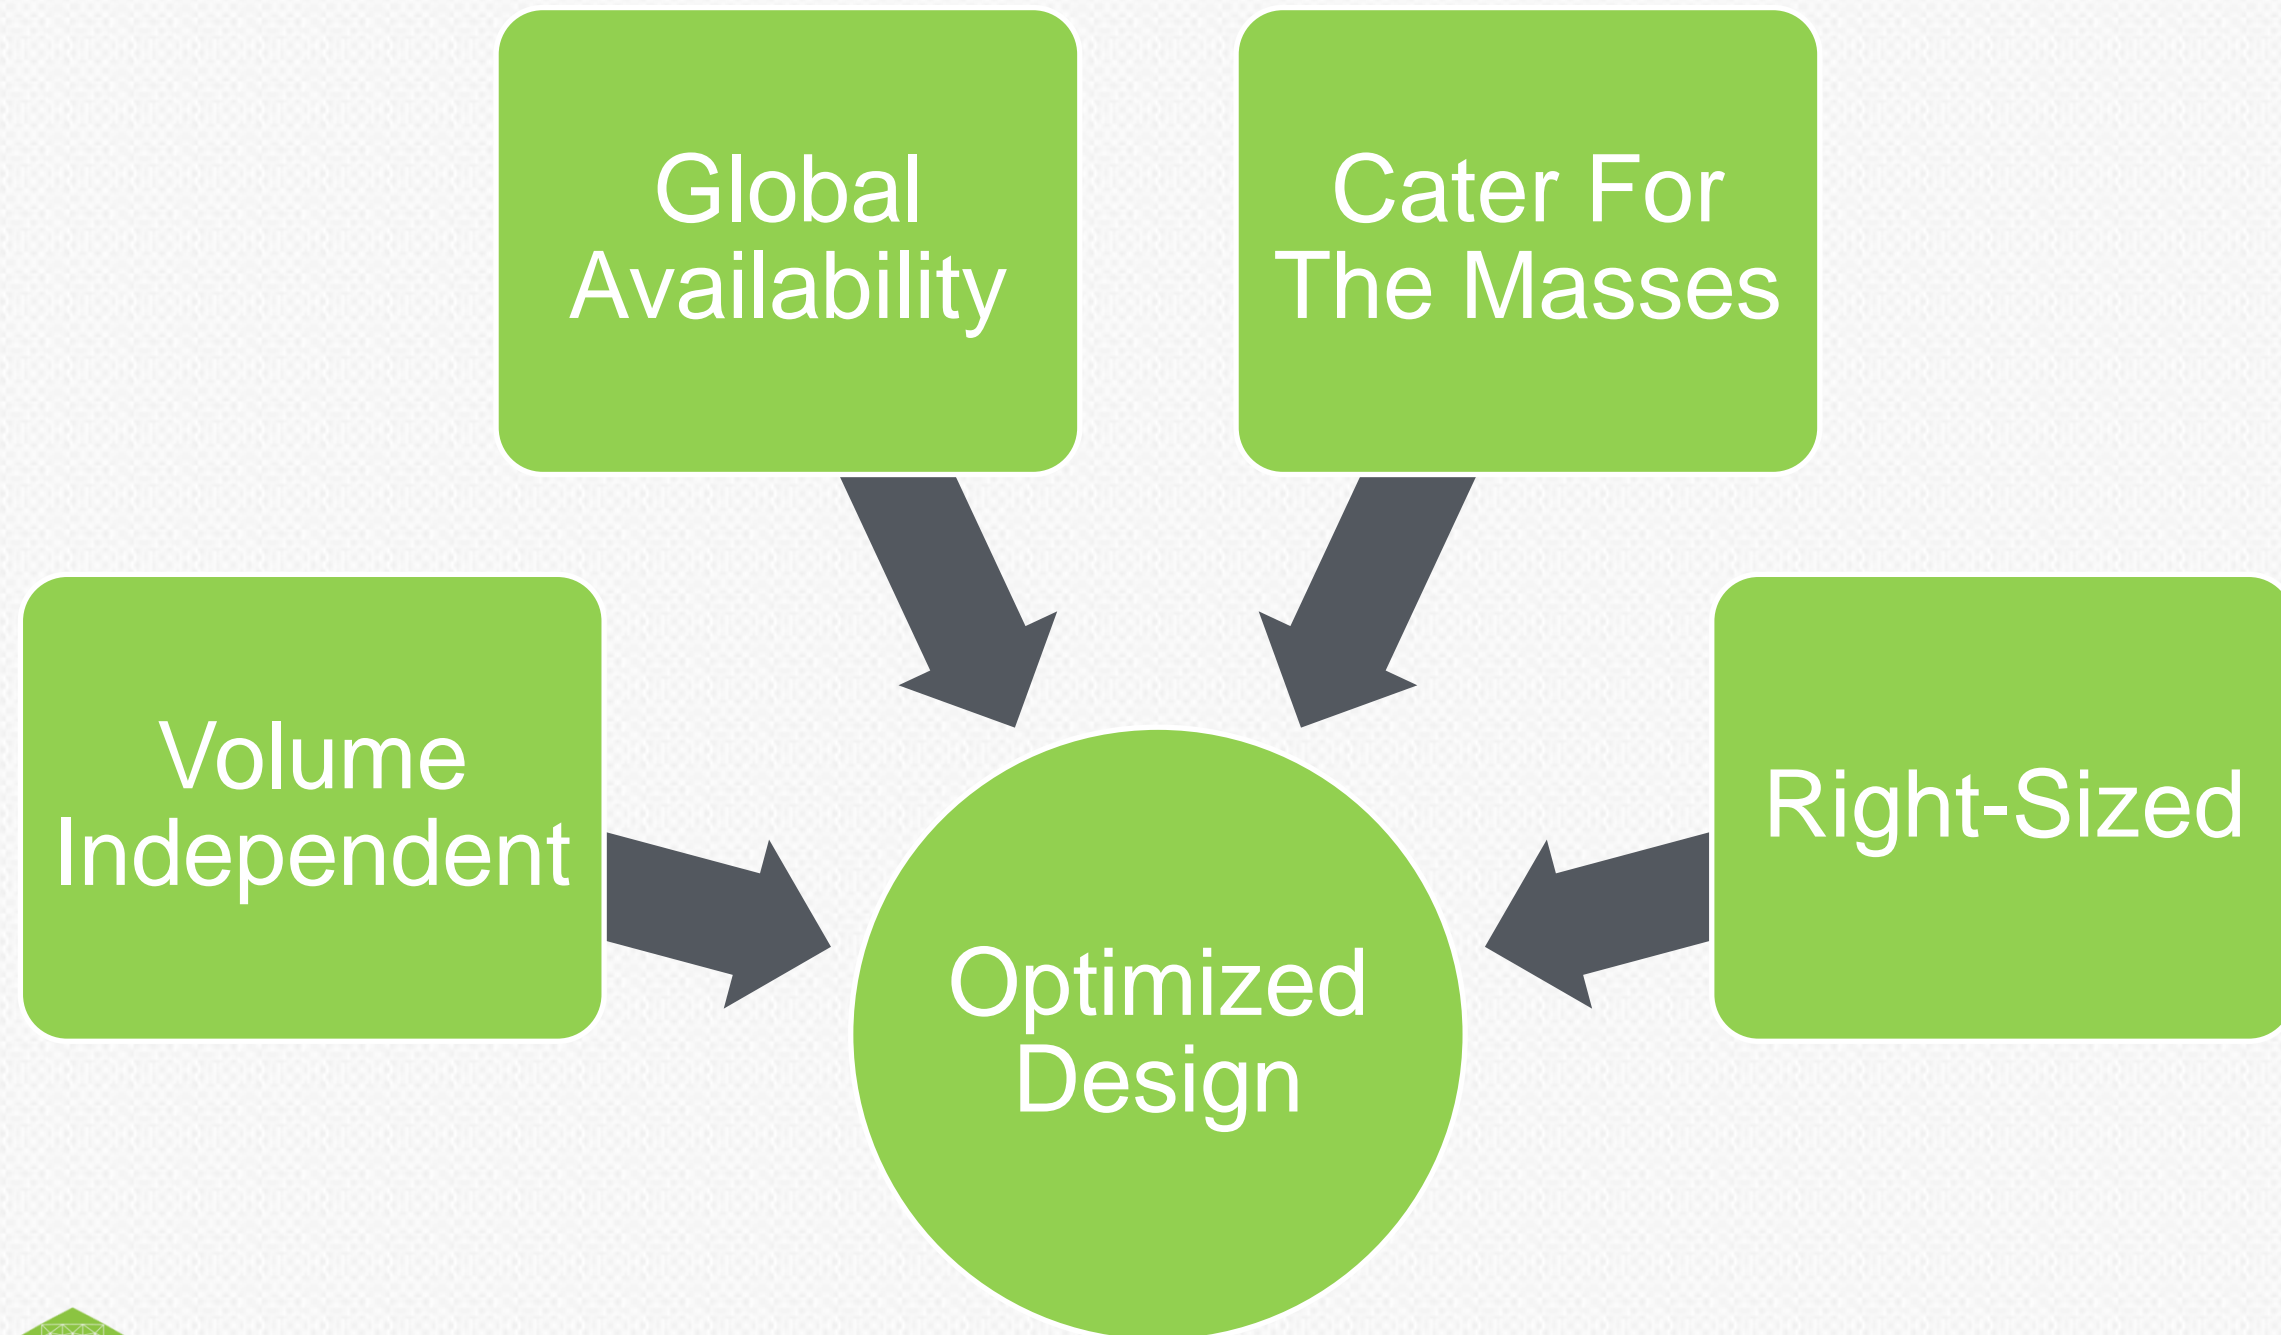 Global
Availability
Cater For
The Masses
Volume
Independent
Right-Sized
Optimized
Design